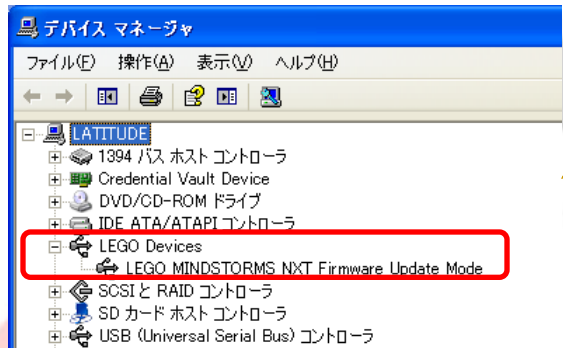 デバイス マネージャ
ファイル(F) 操作(A) 表示(V) ヘルプ(H)
LATITUDE
1394 バス ホスト コントローラ
Credential Vault Device
DVD/CD-ROM ドライブ
IDE ATA/ATAPI コントローラ
LEGO Devices
LEGO MINDSTORMS NXT Firmware Update Mode
SCSI と RAID コントローラ
SD カード ホスト コントローラ
USB (Universal Serial Bus) コントローラ